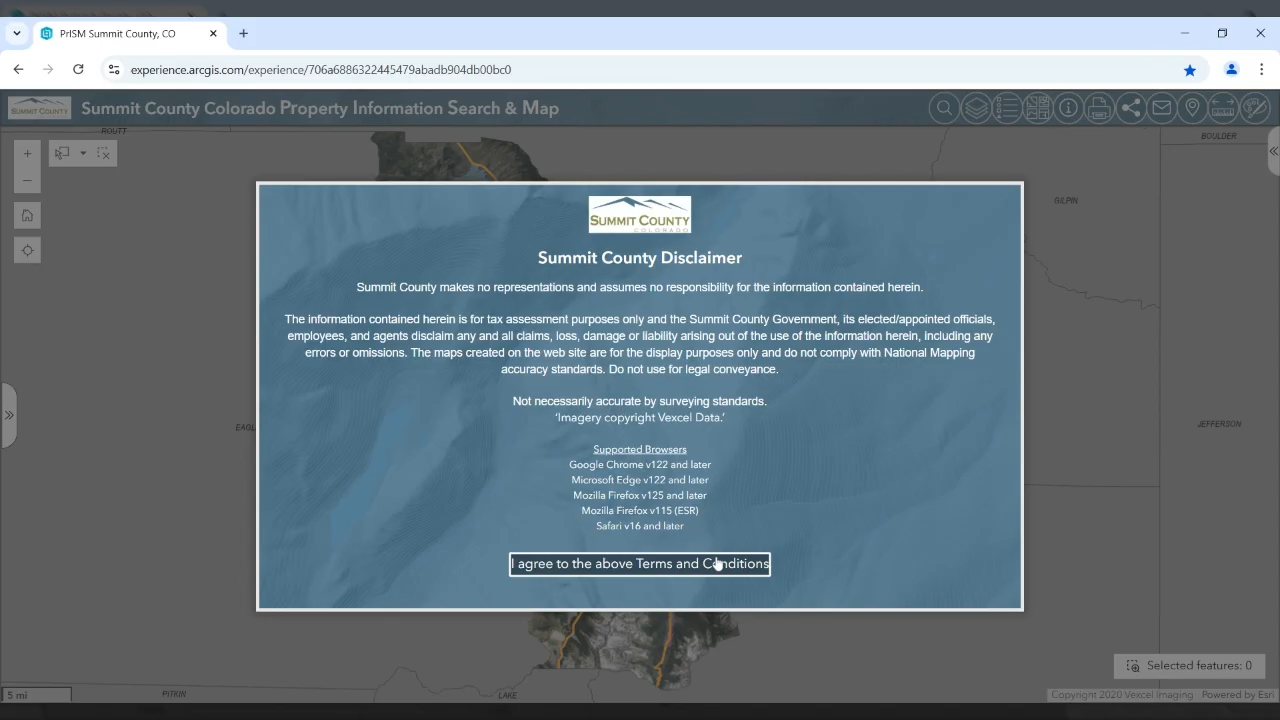 PrISM Summit County, CO
experience.arcgis.com/experience/706a6886322445479abadb904db00bc0
SUMMIT COUNTY
Summit County Colorado Property Information Search & Map
ROUTT
BOULDER
GILPIN
SUMMIT COUNTY
COLORADO
Summit County Disclaimer
Summit County makes no representations and assumes no responsibility for the information contained herein.
The information contained herein is for tax assessment purposes only and the Summit County Government, its elected/appointed officials,
employees, and agents disclaim any and all claims, loss, damage or liability arising out of the use of the information herein, including any
errors or omissions. The maps created on the web site are for the display purposes only and do not comply with National Mapping
accuracy standards. Do not use for legal conveyance.
Not necessarily accurate by surveying standards.
‘Imagery copyright Vexcel Data.’
EAGL
JEFFERSON
Supported Browsers
Google Chrome v122 and later
Microsoft Edge v122 and later
Mozilla Firefox v125 and later
Mozilla Firefox v115 (ESR)
Safari v16 and later
I agree to the above Terms and Conditions
Selected features: 0
5 mi
PITKIN
LAKE
Copyright 2020 Vexcel Imaging
Powered by Esri